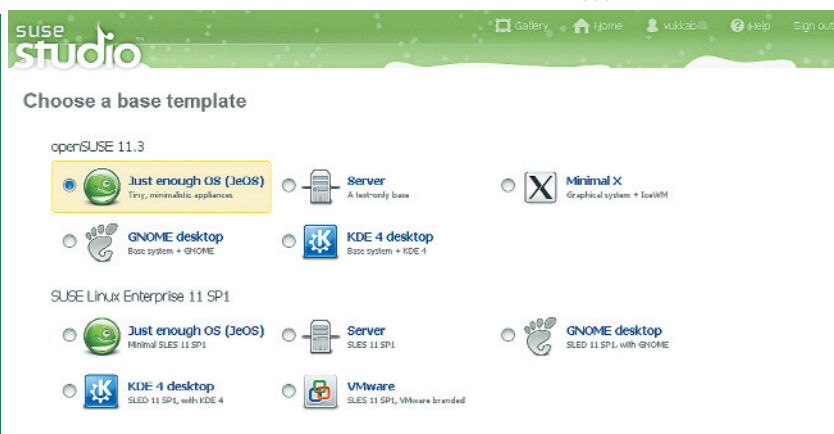 suse
studio
Gallery Home vukkabilli Help Sign out
Choose a base template
openSUSE 11.3
Just enough OS (JeOS)
Tiny, minimalistic appliances
Server
A text-only base
Minimal X
Graphical system + IceWM
GNOME desktop
Base system + GNOME
KDE 4 desktop
Base system + KDE 4
SUSE Linux Enterprise 11 SP1
Just enough OS (JeOS)
Minimal SLES 11 SP1
Server
SLES 11 SP1
GNOME desktop
SLED 11 SP1, with GNOME
KDE 4 desktop
SLED 11 SP1, with KDE 4
VMware
SLES 11 SP1, VMware branded